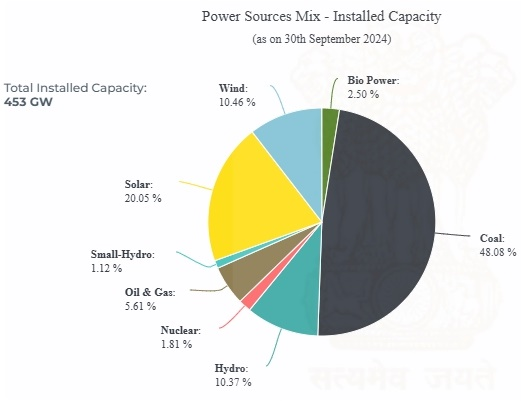 Power Sources Mix - Installed Capacity
(as on 30th September 2024)
Total Installed Capacity:
453 GW
Wind:
10.46 %
Bio Power:
2.50 %
Solar:
20.05 %
Coal:
48.08 %
Small-Hydro:
1.12 %
Oil & Gas:
5.61 %
Nuclear:
1.81 %
Hydro:
10.37 %
सत्यमेव जयते